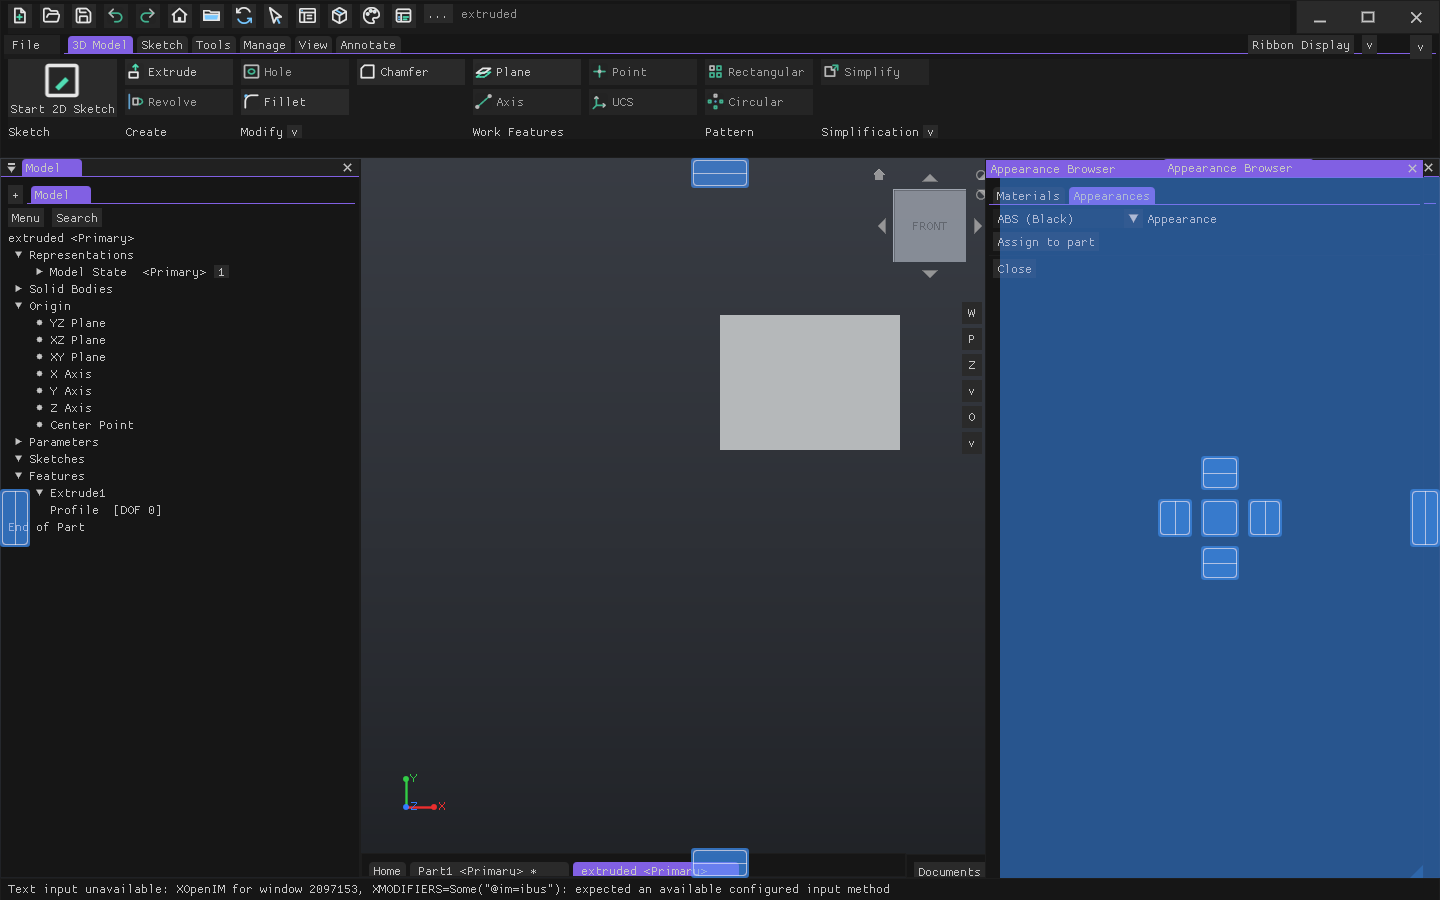 ... extruded
File 3D Model Sketch Tools Manage View Annotate Ribbon Display v v
Start 2D Sketch
Extrude Hole Chamfer Plane Point Rectangular Simplify
Revolve Fillet Axis UCS Circular
Sketch Create Modify v Work Features Pattern Simplification v
Model
+ Model
Menu Search
extruded <Primary>
Representations
Model State <Primary> 1
Solid Bodies
Origin
YZ Plane
XZ Plane
XY Plane
X Axis
Y Axis
Z Axis
Center Point
Parameters
Sketches
Features
Extrude1
Profile [DOF 0]
End of Part
FRONT
W
P
Z
v
O
v
Y
Z X
Appearance Browser Appearance Browser
Materials Appearances
ABS (Black) Appearance
Assign to part
Close
Home Part1 <Primary> * extruded <Primary> Documents
Text input unavailable: XOpenIM for window 2097153, XMODIFIERS=Some("@im=ibus"): expected an available configured input method